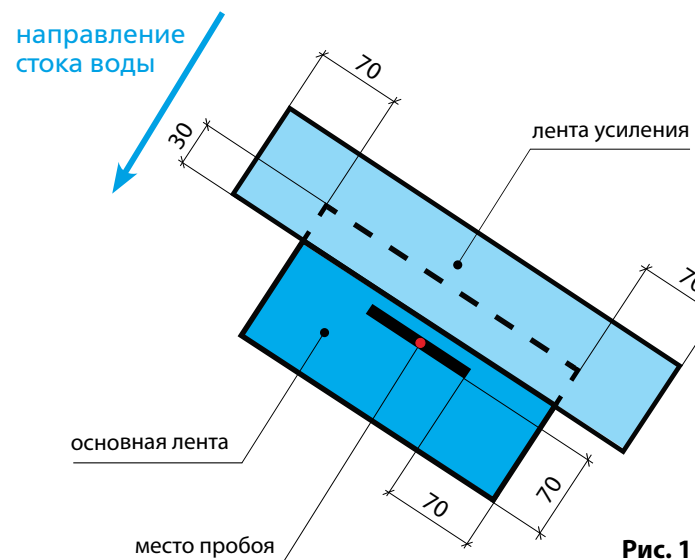 направление
стока воды
70
30
лента усиления
70
основная лента
70
70
место пробоя
Рис. 1